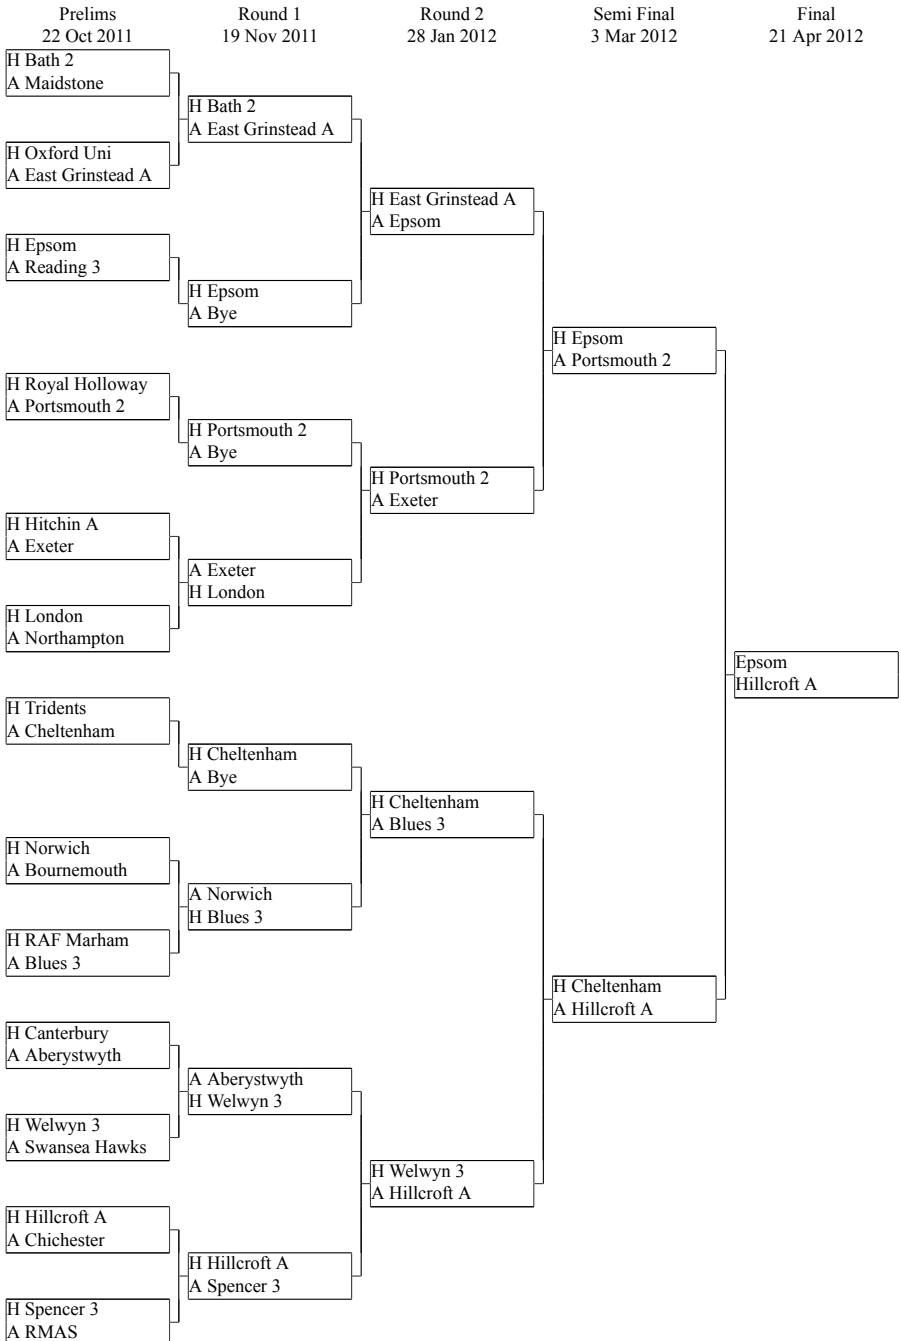 Prelims
22 Oct 2011
Round 1
19 Nov 2011
Round 2
28 Jan 2012
Semi Final
3 Mar 2012
Final
21 Apr 2012
H Bath 2
A Maidstone
H Oxford Uni
A East Grinstead A
H Epsom
A Reading 3
H Royal Holloway
A Portsmouth 2
H Hitchin A
A Exeter
H London
A Northampton
H Tridents
A Cheltenham
H Norwich
A Bournemouth
H RAF Marham
A Blues 3
H Canterbury
A Aberystwyth
H Welwyn 3
A Swansea Hawks
H Hillcroft A
A Chichester
H Spencer 3
A RMAS
H Bath 2
A East Grinstead A
H Epsom
A Bye
H Portsmouth 2
A Bye
A Exeter
H London
H Cheltenham
A Bye
A Norwich
H Blues 3
A Aberystwyth
H Welwyn 3
H Hillcroft A
A Spencer 3
H East Grinstead A
A Epsom
H Portsmouth 2
A Exeter
H Cheltenham
A Blues 3
H Welwyn 3
A Hillcroft A
H Epsom
A Portsmouth 2
H Cheltenham
A Hillcroft A
Epsom
Hillcroft A